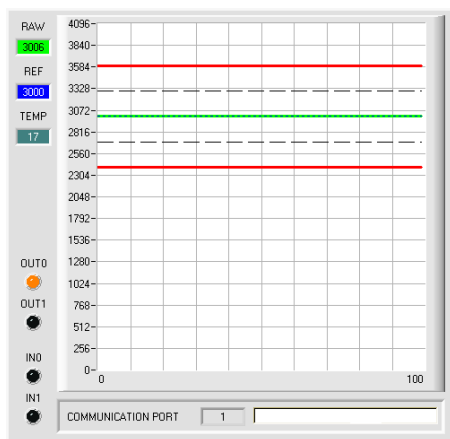 RAW
3006
REF
3000
TEMP
17
OUT0
OUT1
IN0
IN1
4096
3840
3584
3328
3072
2816
2560
2304
2048
1792
1536
1280
1024
768
512
256
0
0 100
COMMUNICATION PORT 1